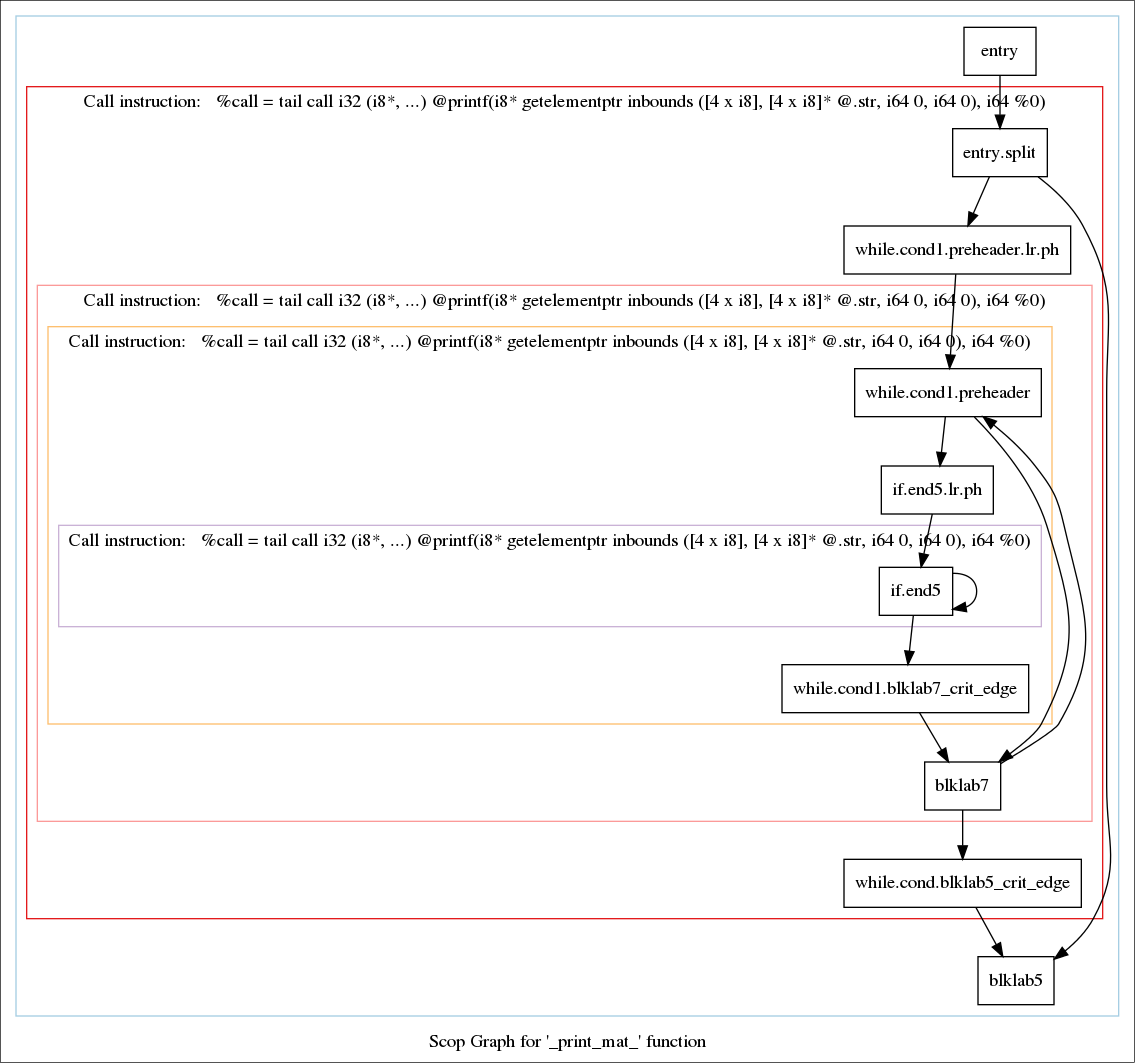 entry
Call instruction: %call = tail call i32 (i8*, ...) @printf(i8* getelementptr inbounds ([4 x i8], [4 x i8]* @.str, i64 0, i64 0), i64 %0)
entry.split
while.cond1.preheader.lr.ph
Call instruction: %call = tail call i32 (i8*, ...) @printf(i8* getelementptr inbounds ([4 x i8], [4 x i8]* @.str, i64 0, i64 0), i64 %0)
Call instruction: %call = tail call i32 (i8*, ...) @printf(i8* getelementptr inbounds ([4 x i8], [4 x i8]* @.str, i64 0, i64 0), i64 %0)
while.cond1.preheader
if.end5.lr.ph
Call instruction: %call = tail call i32 (i8*, ...) @printf(i8* getelementptr inbounds ([4 x i8], [4 x i8]* @.str, i64 0, i64 0), i64 %0)
if.end5
while.cond1.blklab7_crit_edge
blklab7
while.cond.blklab5_crit_edge
blklab5
Scop Graph for '_print_mat_' function